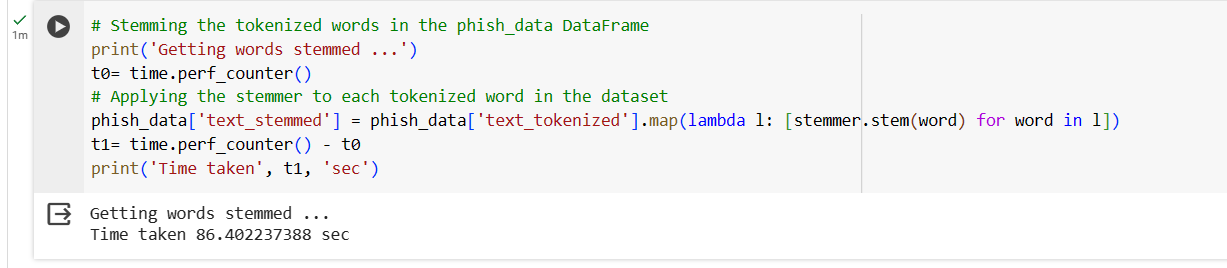 # Stemming the tokenized words in the phish_data DataFrame
print('Getting words stemmed ...')
t0= time.perf_counter()
# Applying the stemmer to each tokenized word in the dataset
phish_data['text_stemmed'] = phish_data['text_tokenized'].map(lambda l: [stemmer.stem(word) for word in l])
t1= time.perf_counter() - t0
print('Time taken', t1, 'sec')
1m
Getting words stemmed ...
Time taken 86.402237388 sec